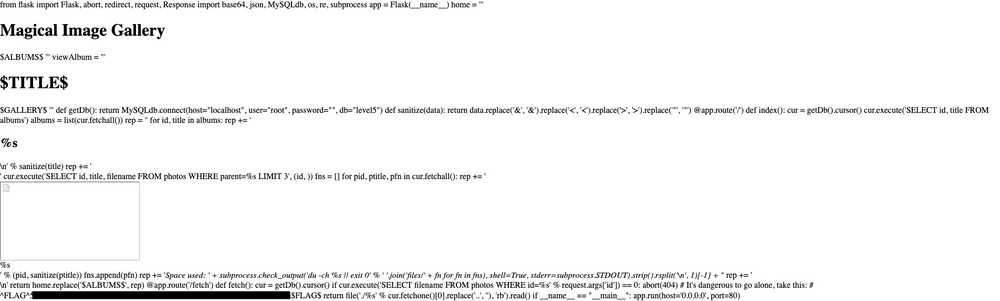 from flask import Flask, abort, redirect, request, Response import base64, json, MySQLdb, os, re, subprocess app = Flask(__name__) home = '''
Magical Image Gallery
$ALBUMS$ ''' viewAlbum = '''
$TITLE$
$GALLERY$ ''' def getDb(): return MySQLdb.connect(host="localhost", user="root", password="", db="level5") def sanitize(data): return data.replace('&', '&').replace('<', '<').replace('>', '>').replace('"', '"') @app.route('/') def index(): cur = getDb().cursor() cur.execute('SELECT id, title FROM
albums') albums = list(cur.fetchall()) rep = '' for id, title in albums: rep += '
%s
\n' % sanitize(title) rep += '
' cur.execute('SELECT id, title, filename FROM photos WHERE parent=%s LIMIT 3', (id, )) fns = [] for pid, ptitle, pfn in cur.fetchall(): rep += '
%s
' % (pid, sanitize(ptitle)) fns.append(pfn) rep += 'Space used: ' + subprocess.check_output('du -ch %s || exit 0' % ' '.join('files/' + fn for fn in fns), shell=True, stderr=subprocess.STDOUT).strip().rsplit('\n', 1)[-1] + '' rep += '
\n' return home.replace('$ALBUMS$', rep) @app.route('/fetch') def fetch(): cur = getDb().cursor() if cur.execute('SELECT filename FROM photos WHERE id=%s' % request.args['id']) == 0: abort(404) # It's dangerous to go alone, take this: #
^FLAG^ $FLAG$ return file('./%s' % cur.fetchone()[0].replace('..', ''), 'rb').read() if __name__ == "__main__": app.run(host='0.0.0.0', port=80)